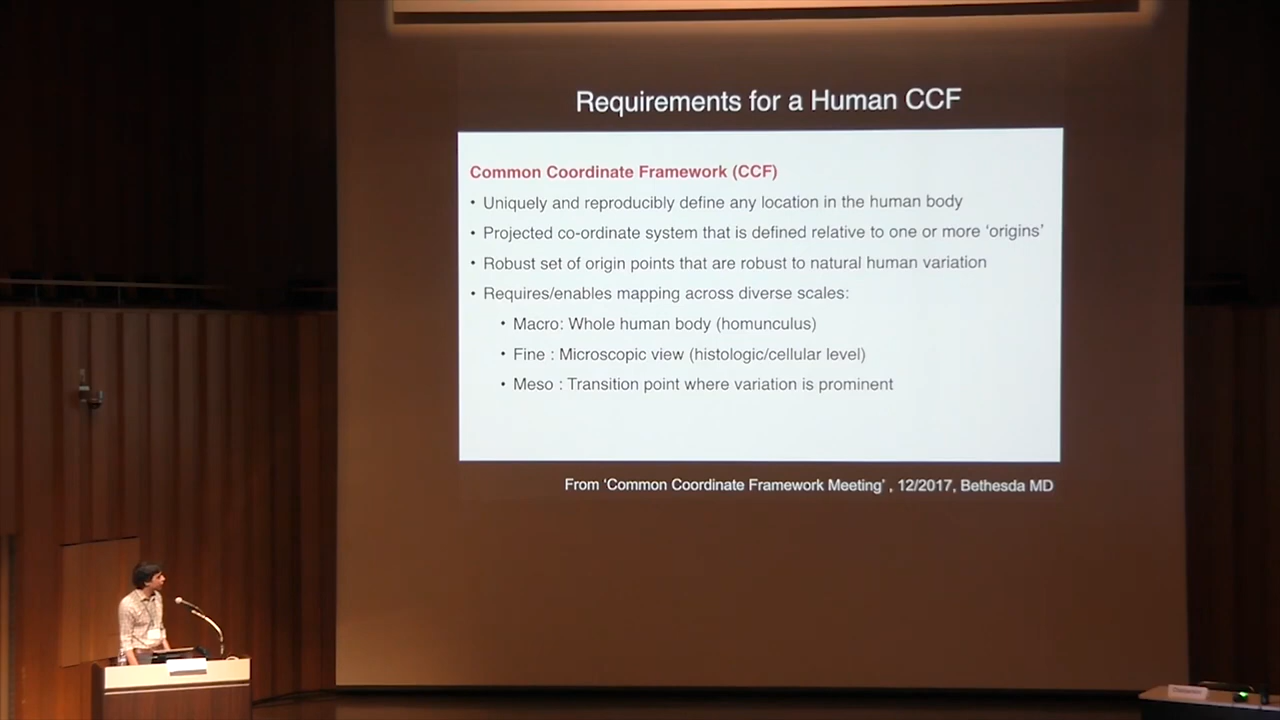 Requirements for a Human CCF
Common Coordinate Framework (CCF)
• Uniquely and reproducibly define any location in the human body
• Projected co-ordinate system that is defined relative to one or more ‘origins’
• Robust set of origin points that are robust to natural human variation
• Requires/enables mapping across diverse scales:
• Macro: Whole human body (homunculus)
• Fine : Microscopic view (histologic/cellular level)
• Meso : Transition point where variation is prominent
From ‘Common Coordinate Framework Meeting’ , 12/2017, Bethesda MD